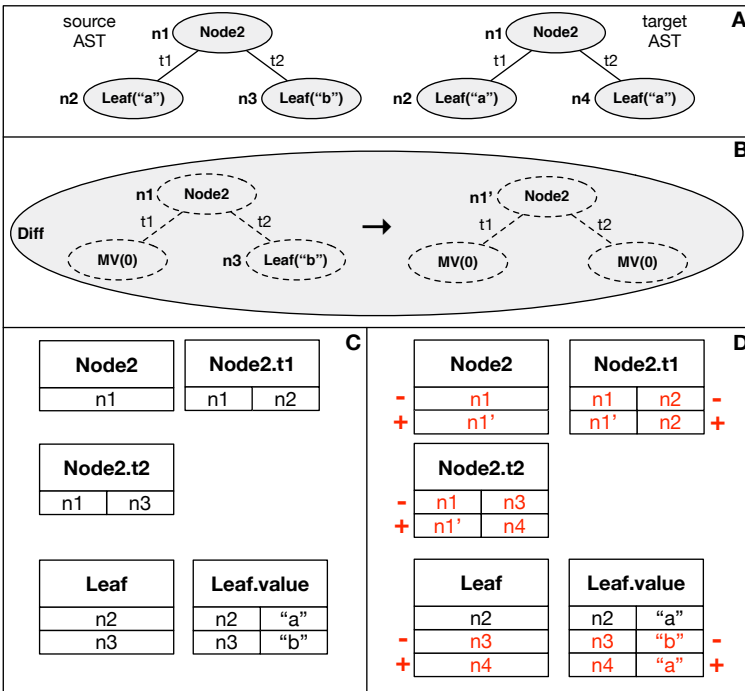 A
source AST
target AST
n1 Node2
n1 Node2
t1 t2
t1 t2
n2 Leaf(“a”)
n3 Leaf(“b”)
n2 Leaf(“a”)
n4 Leaf(“a”)
B
Diff
n1 Node2
n1’ Node2
t1 t2
→
t1 t2
MV(0)
n3 Leaf(“b”)
MV(0)
MV(0)
C
Node2
n1
Node2.t1
n1 n2
Node2.t2
n1 n3
Leaf
n2
n3
Leaf.value
n2 “a”
n3 “b”
D
Node2
- n1
+ n1’
Node2.t1
n1 n2 -
n1’ n2 +
Node2.t2
- n1 n3
+ n1’ n4
Leaf
n2
- n3
+ n4
Leaf.value
n2 “a”
n3 “b” -
n4 “a” +